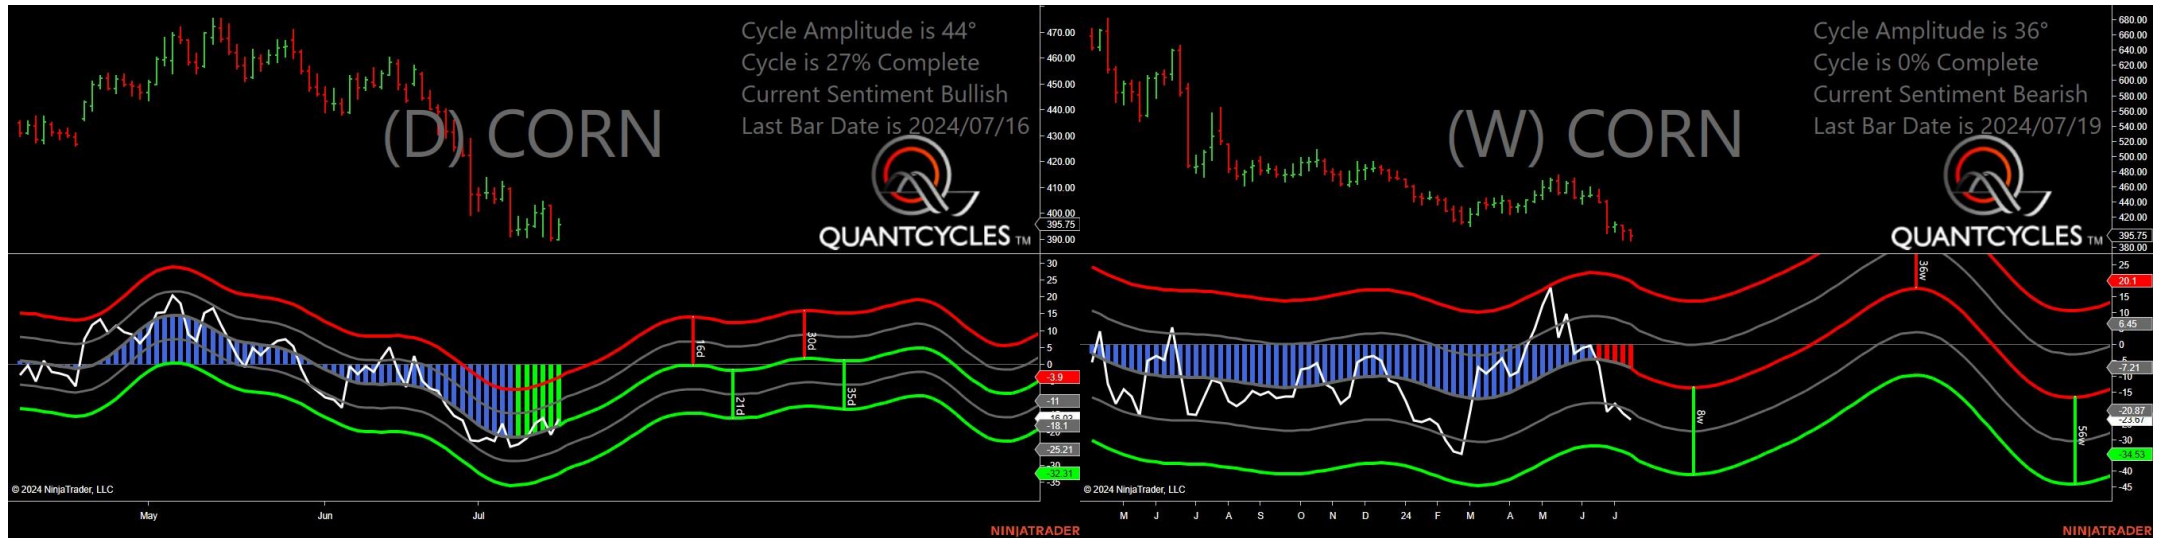 Cycle Amplitude is 44°
Cycle is 27% Complete
Current Sentiment Bullish
Last Bar Date is 2024/07/16
(D) CORN
QUANTCYCLES TM
470.00
460.00
450.00
440.00
430.00
420.00
410.00
400.00
395.75
390.00
30
25
20
15
10
5
0
-3.9
-11
-18.1
-25.21
-32.31
-35
16d
21d
30d
35d
© 2024 NinjaTrader, LLC
May
Jun
Jul
NINJATRADER
Cycle Amplitude is 36°
Cycle is 0% Complete
Current Sentiment Bearish
Last Bar Date is 2024/07/19
(W) CORN
QUANTCYCLES TM
680.00
660.00
640.00
620.00
600.00
580.00
560.00
540.00
520.00
500.00
480.00
460.00
440.00
420.00
395.75
380.00
25
20.1
15
10
6.45
0
-7.21
-10
-15
-20.87
-23.67
-30
-34.53
-40
-45
8w
36w
56w
© 2024 NinjaTrader, LLC
M J J A S O N D 24 F M A M J J
NINJATRADER